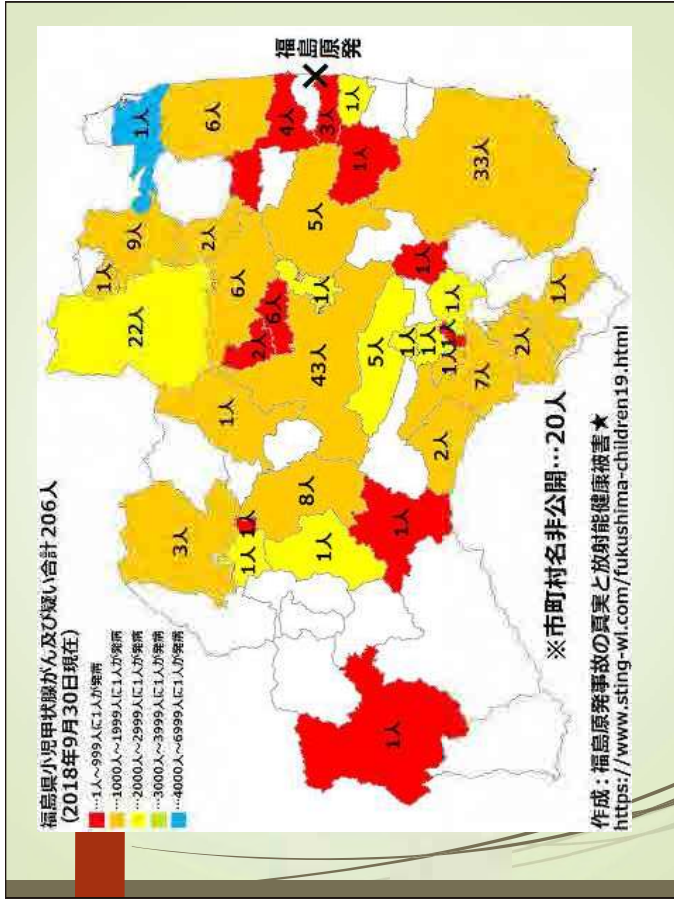 福島県小児甲状腺がん及び疑い合計 206人
(2018年9月30日現在)
…1人~999人に1人が発病
…1000人~1999人に1人が発病
…2000人~2999人に1人が発病
…3000人~3999人に1人が発病
…4000人~6999人に1人が発病
1人
22人
9人
1人
3人
2人
6人
1人
6人
1人
1人
2人
6人
4人
福島原発
8人
1人
43人
1人
5人
3人
1人
5人
1人
1人
1人
1人
1人
1人
2人
1人
1人
1人
7人
33人
2人
1人
※市町村名非公開…20人
作成:福島原発事故の真実と放射能健康被害★
https://www.sting-wl.com/fukushima-children19.html